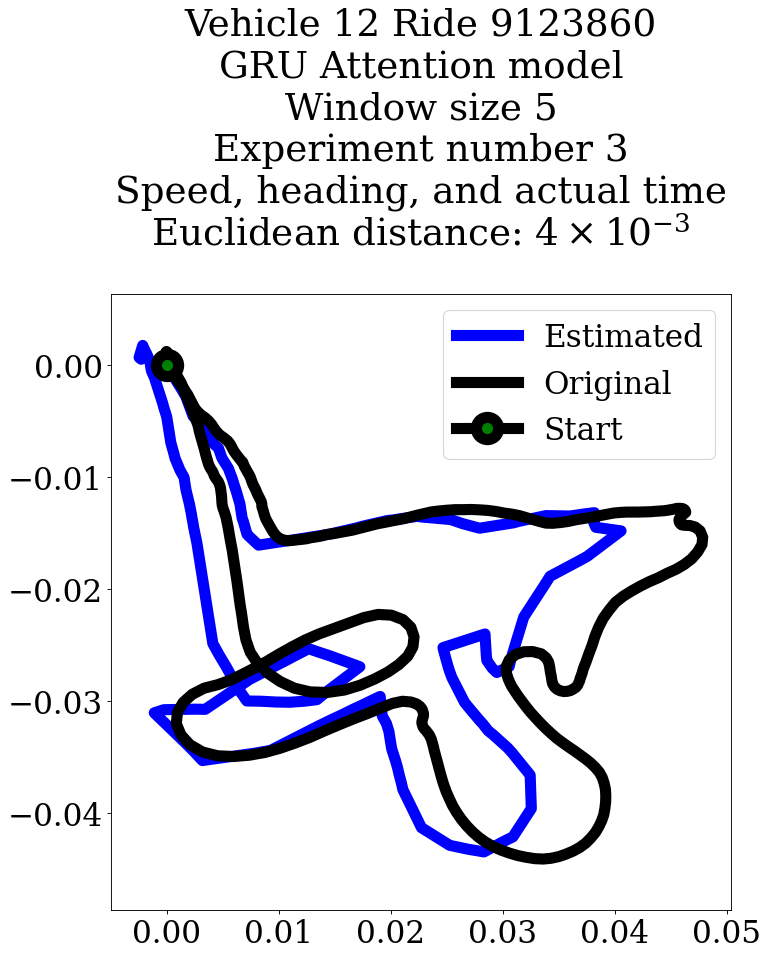 Vehicle 12 Ride 9123860
GRU Attention model
Window size 5
Experiment number 3
Speed, heading, and actual time
Euclidean distance: 4 × 10⁻³
Estimated
Original
Start
0.00
−0.01
−0.02
−0.03
−0.04
0.00 0.01 0.02 0.03 0.04 0.05